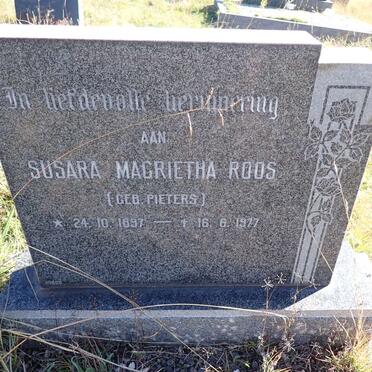 In liefdevolle herinnering
AAN
SUSARA MAGRIETHA ROOS
(GEB. PIETERS)
* 24. 10. 1897 — † 16. 6. 1977